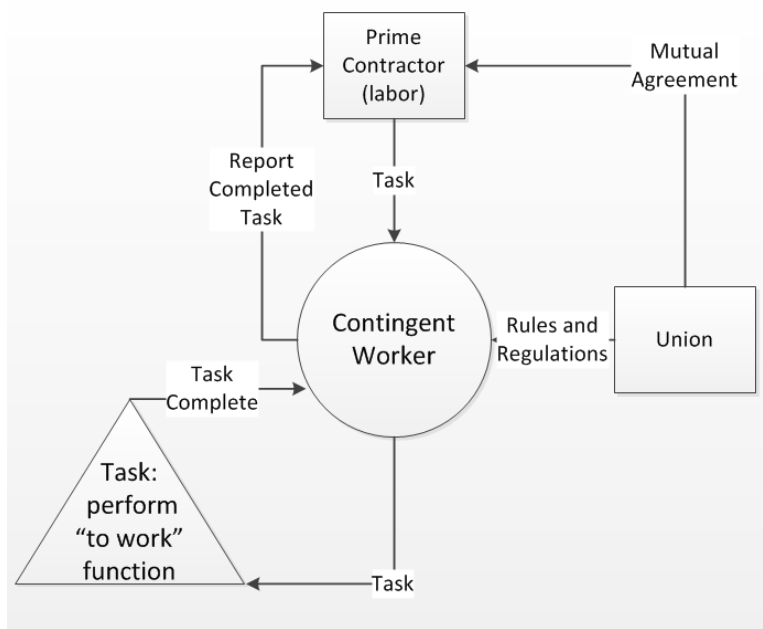 Prime
Contractor
(labor)
Mutual
Agreement
Report
Completed
Task
Task
Contingent
Worker
Rules and
Regulations
Union
Task
Complete
Task:
perform
“to work”
function
Task